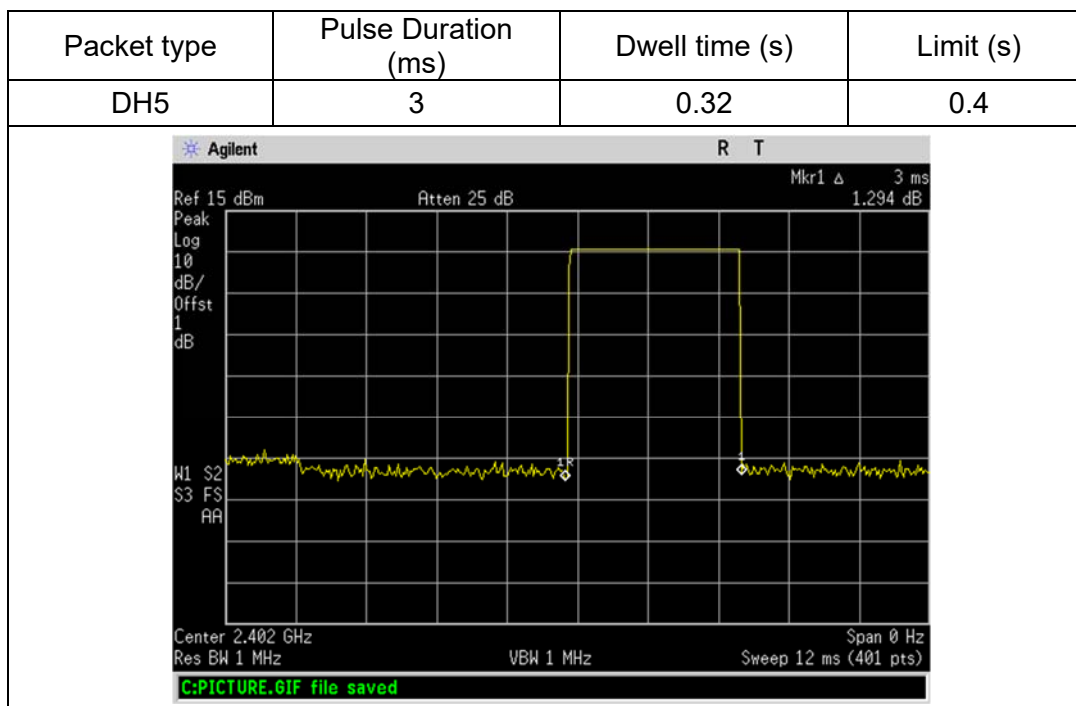 Packet type
Pulse Duration
(ms)
Dwell time (s)
Limit (s)
DH5
3
0.32
0.4
Agilent
R T
Mkr1 Δ 3 ms
Ref 15 dBm Atten 25 dB 1.294 dB
Peak
Log
10
dB/
Offst
1
dB
1R
1
W1 S2
S3 FS
AA
Center 2.402 GHz Span 0 Hz
Res BW 1 MHz VBW 1 MHz Sweep 12 ms (401 pts)
C:PICTURE.GIF file saved